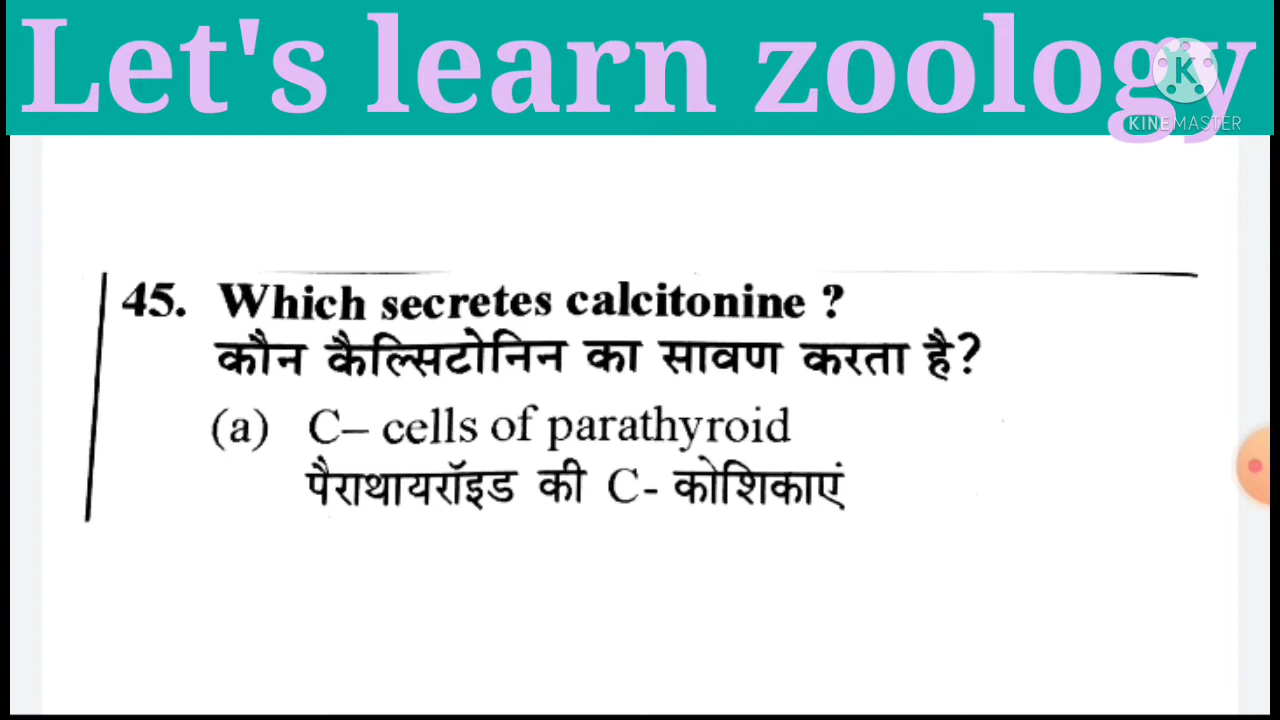 Let's learn zoology
K
KINEMASTER
45. Which secretes calcitonine ?
कौन कैल्सिटोनिन का सावण करता है?
(a) C– cells of parathyroid
पैराथायरॉइड की C- कोशिकाएं